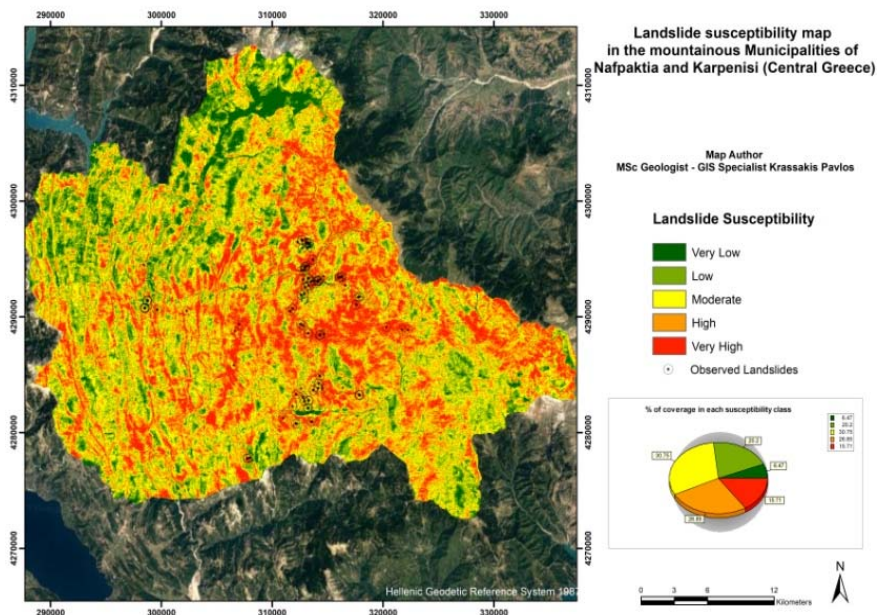 290000 300000 310000 320000 330000
Landslide susceptibility map
in the mountainous Municipalities of
Nafpaktia and Karpenisi (Central Greece)
Map Author
MSc Geologist - GIS Specialist Krassakis Pavlos
4310000
4300000
4290000
4280000
4270000
4310000
4300000
4290000
4280000
4270000
Landslide Susceptibility
Very Low
Low
Moderate
High
Very High
Observed Landslides
% of coverage in each susceptibility class
6.47
20.2
30.75
26.85
15.71
20.2
30.75
6.47
15.71
26.85
Hellenic Geodetic Reference System 1987
290000 300000 310000 320000 330000
N
0 3 6 12
Kilometers